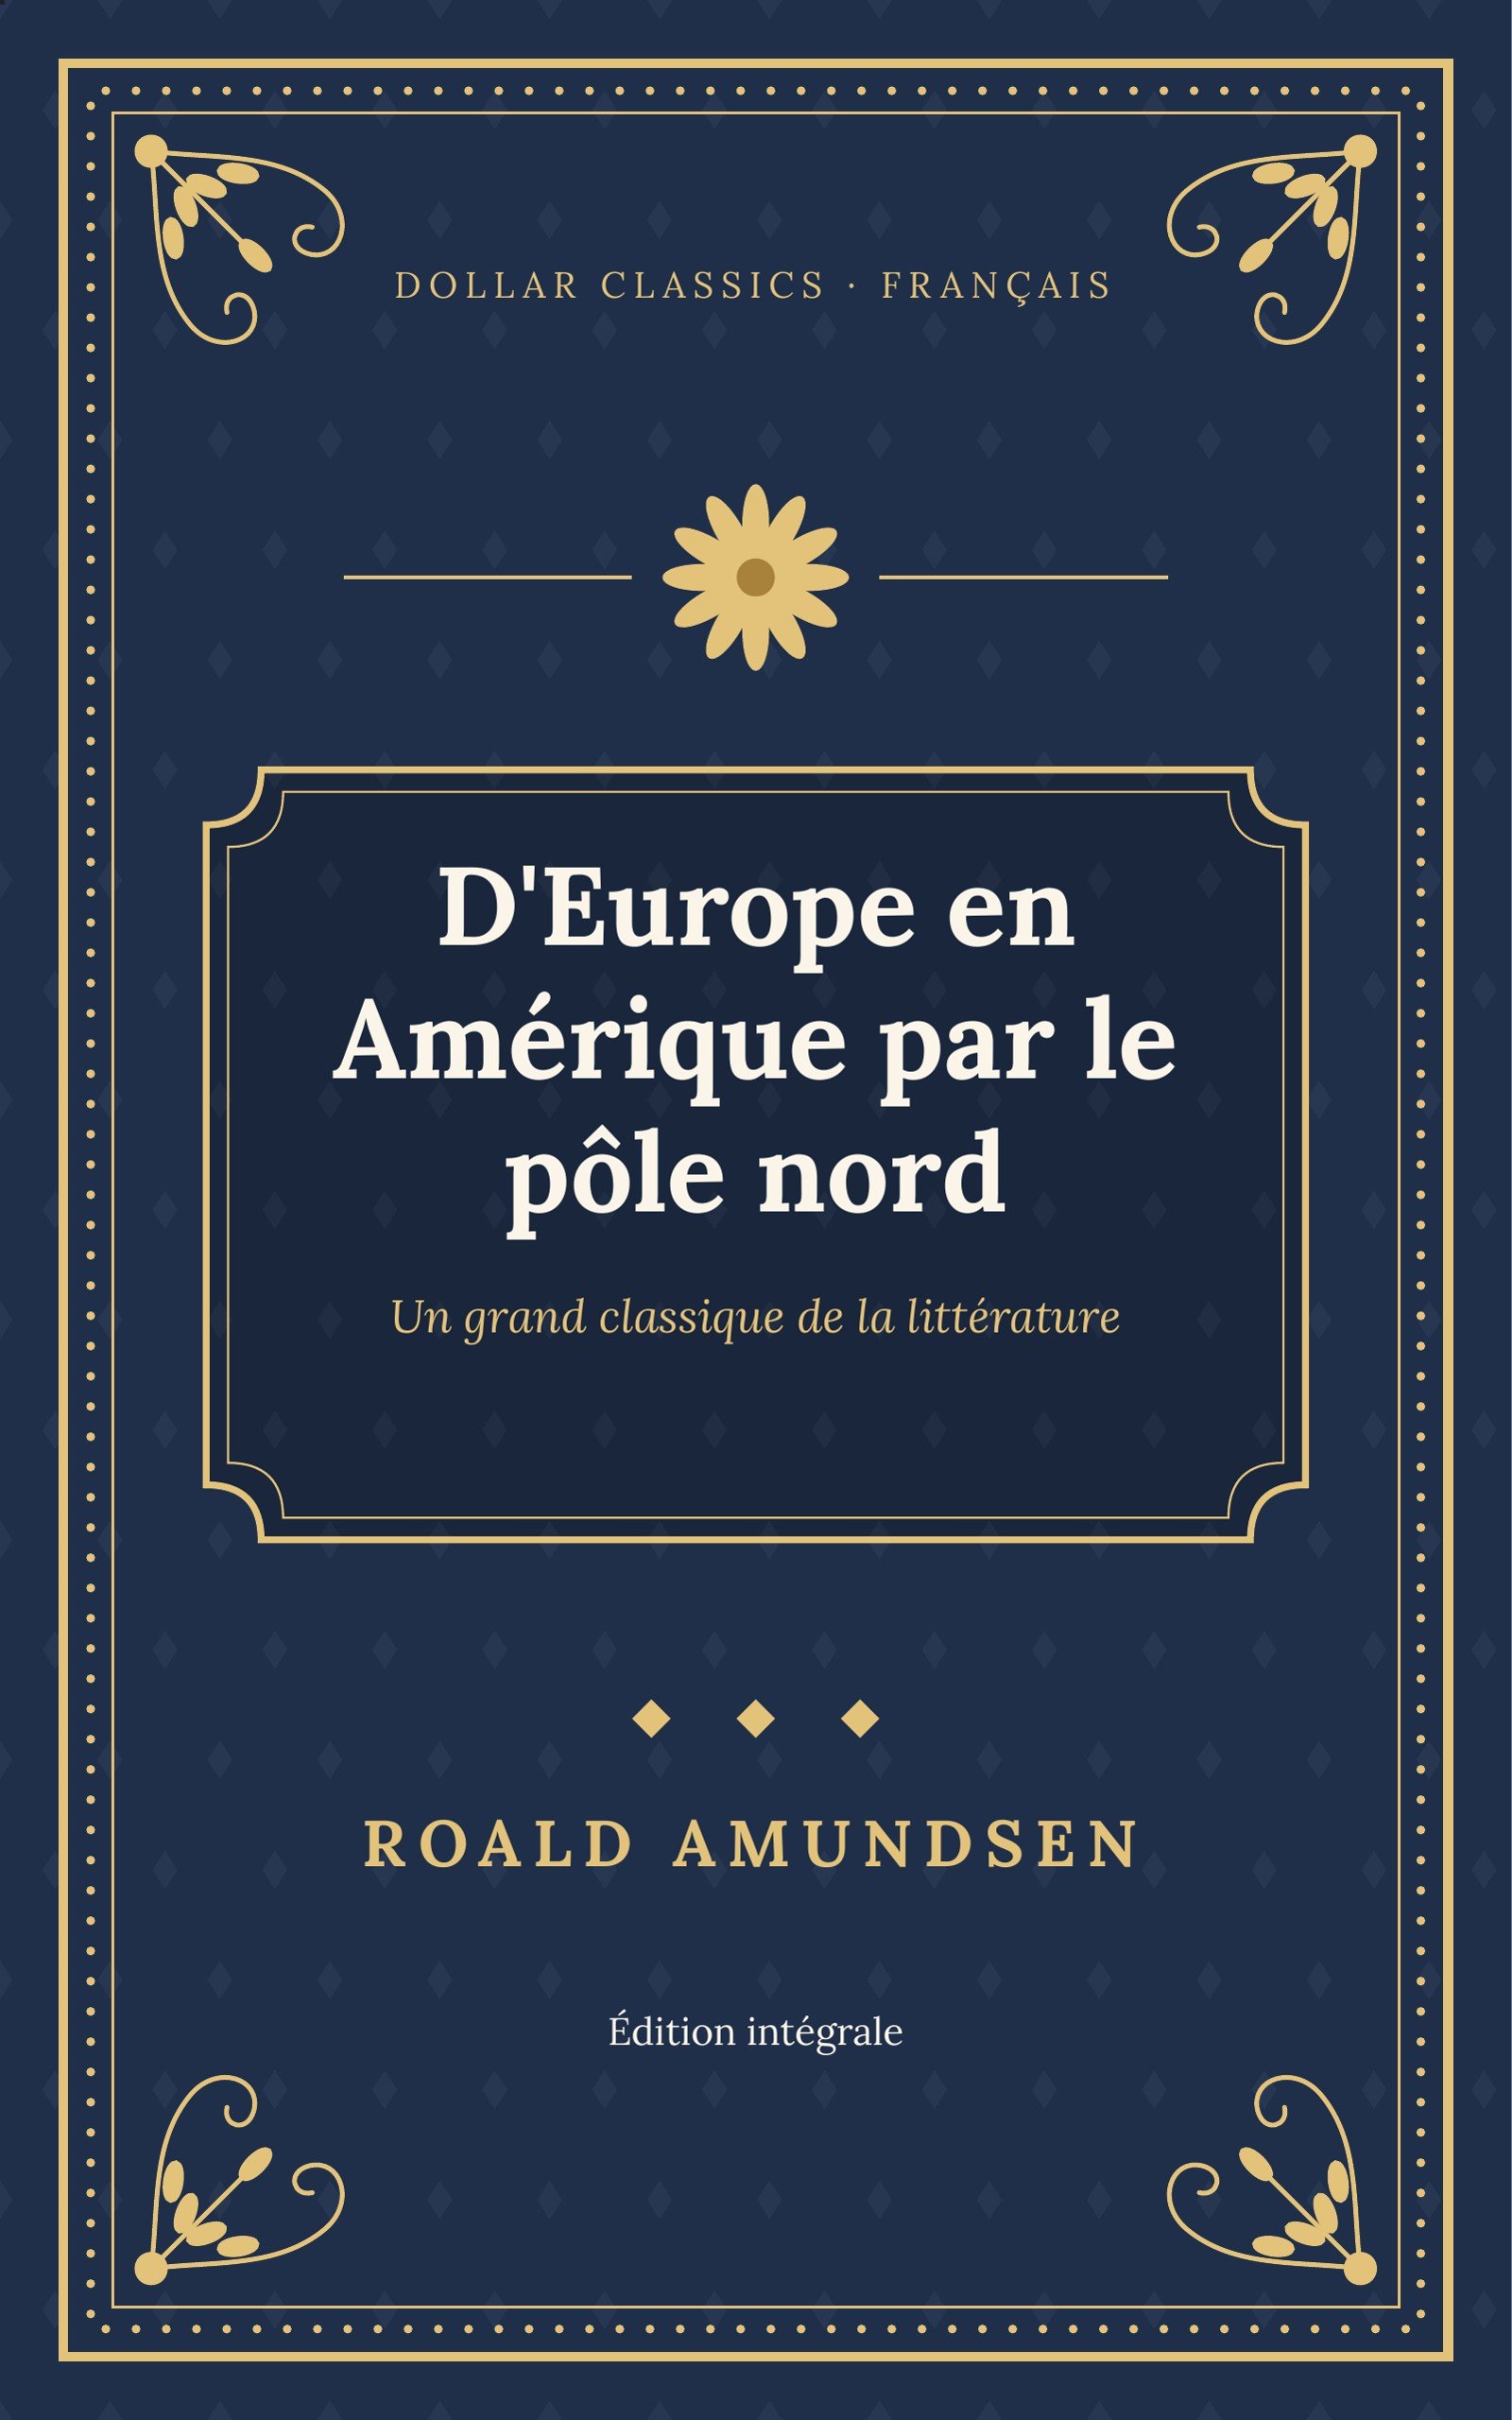 DOLLAR CLASSICS · FRANÇAIS
D'Europe en
Amérique par le
pôle nord
Un grand classique de la littérature
ROALD AMUNDSEN
Édition intégrale